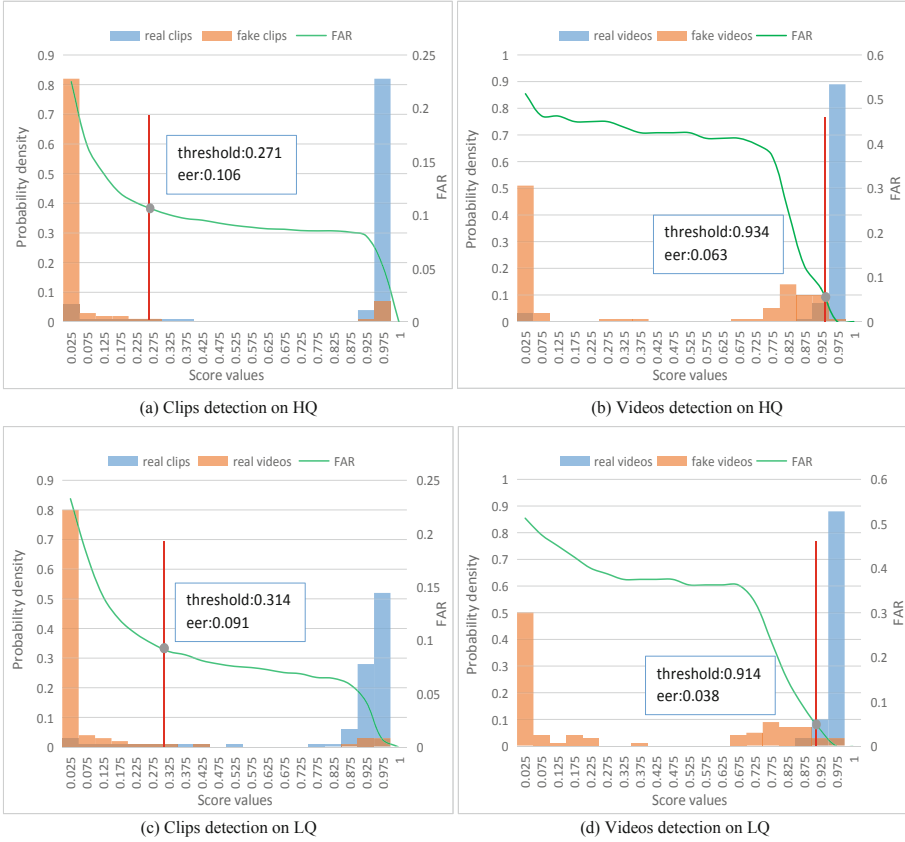 real clips fake clips FAR
0.9
0.8
0.7
0.6
0.5
0.4
0.3
0.2
0.1
0
Probability density
0.25
0.2
0.15
0.1
0.05
0
FAR
threshold:0.271
eer:0.106
0.025 0.075 0.125 0.175 0.225 0.275 0.325 0.375 0.425 0.475 0.525 0.575 0.625 0.675 0.725 0.775 0.825 0.875 0.925 0.975 1
Score values
(a) Clips detection on HQ
real videos fake videos FAR
1
0.9
0.8
0.7
0.6
0.5
0.4
0.3
0.2
0.1
0
Probability density
0.6
0.5
0.4
0.3
0.2
0.1
0
FAR
threshold:0.934
eer:0.063
0.025 0.075 0.125 0.175 0.225 0.275 0.325 0.375 0.425 0.475 0.525 0.575 0.625 0.675 0.725 0.775 0.825 0.875 0.925 0.975 1
Score values
(b) Videos detection on HQ
real clips real videos FAR
0.9
0.8
0.7
0.6
0.5
0.4
0.3
0.2
0.1
0
Probability density
0.25
0.2
0.15
0.1
0.05
0
FAR
threshold:0.314
eer:0.091
0.025 0.075 0.125 0.175 0.225 0.275 0.325 0.375 0.425 0.475 0.525 0.575 0.625 0.675 0.725 0.775 0.825 0.875 0.925 0.975 1
Score values
(c) Clips detection on LQ
real videos fake videos FAR
1
0.9
0.8
0.7
0.6
0.5
0.4
0.3
0.2
0.1
0
Probability density
0.6
0.5
0.4
0.3
0.2
0.1
0
FAR
threshold:0.914
eer:0.038
0.025 0.075 0.125 0.175 0.225 0.275 0.325 0.375 0.425 0.475 0.525 0.575 0.625 0.675 0.725 0.775 0.825 0.875 0.925 0.975 1
Score values
(d) Videos detection on LQ